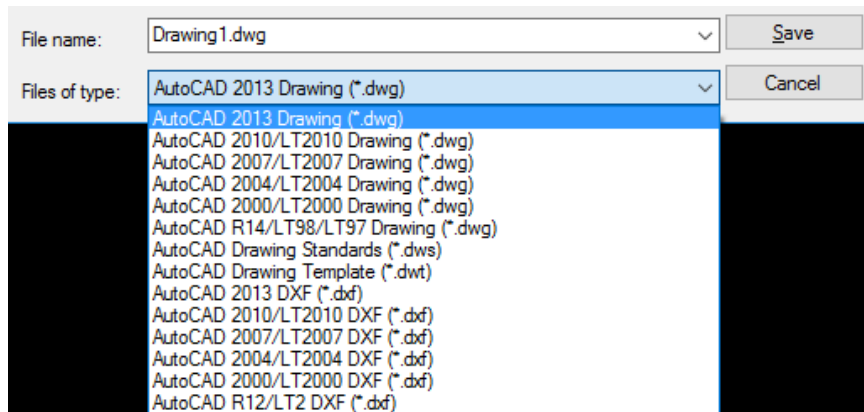 File name: Drawing1.dwg Save
Files of type: AutoCAD 2013 Drawing (*.dwg) Cancel
AutoCAD 2013 Drawing (*.dwg)
AutoCAD 2010/LT2010 Drawing (*.dwg)
AutoCAD 2007/LT2007 Drawing (*.dwg)
AutoCAD 2004/LT2004 Drawing (*.dwg)
AutoCAD 2000/LT2000 Drawing (*.dwg)
AutoCAD R14/LT98/LT97 Drawing (*.dwg)
AutoCAD Drawing Standards (*.dws)
AutoCAD Drawing Template (*.dwt)
AutoCAD 2013 DXF (*.dxf)
AutoCAD 2010/LT2010 DXF (*.dxf)
AutoCAD 2007/LT2007 DXF (*.dxf)
AutoCAD 2004/LT2004 DXF (*.dxf)
AutoCAD 2000/LT2000 DXF (*.dxf)
AutoCAD R12/LT2 DXF (*.dxf)